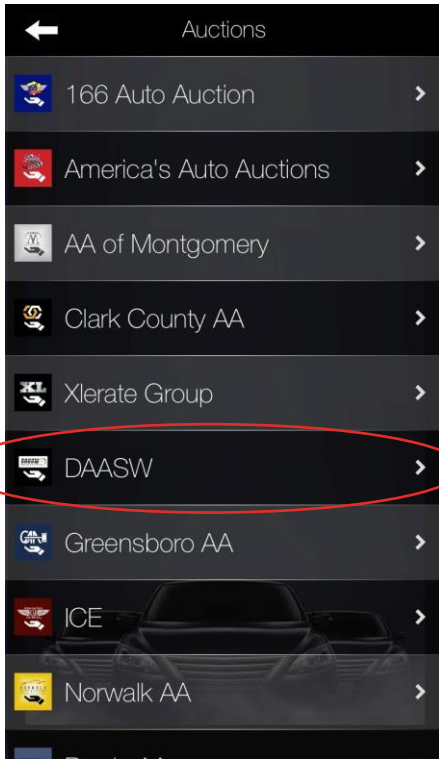 Auctions
166 Auto Auction
America's Auto Auctions
AA of Montgomery
Clark County AA
XL
Xlerate Group
DAASW
Greensboro AA
ICE
Norwalk AA